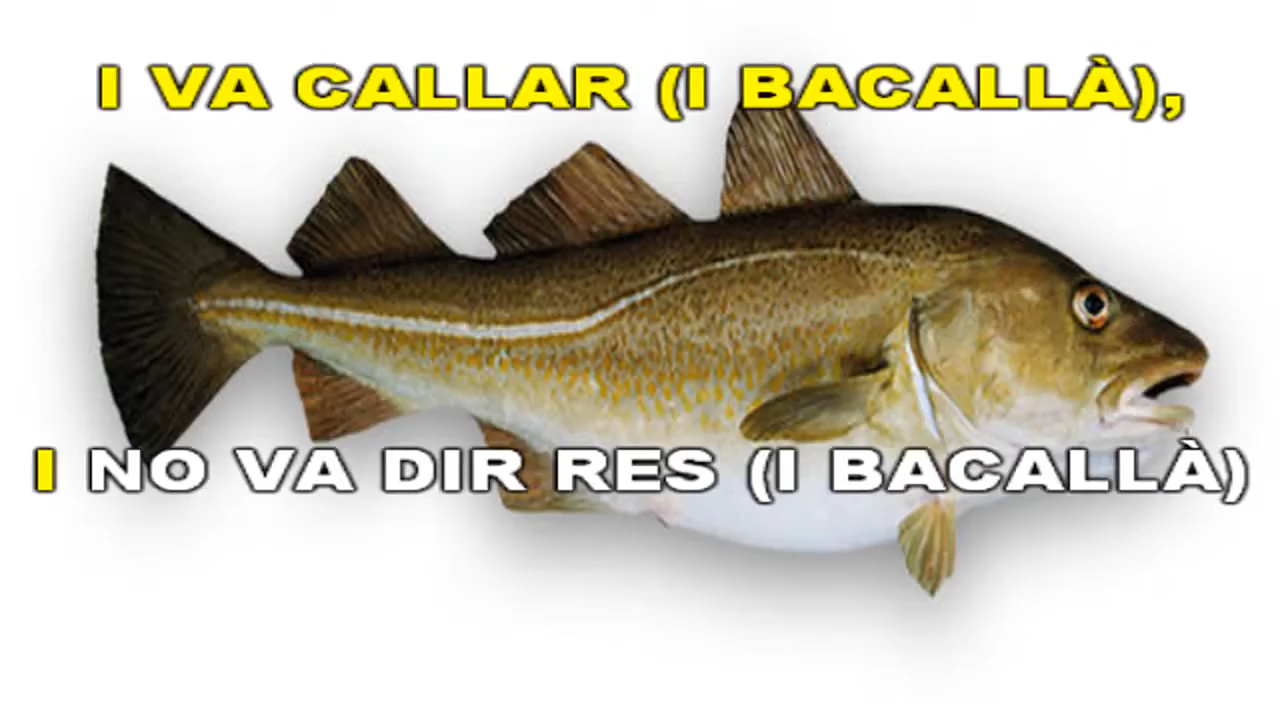 I VA CALLAR (I BACALLÀ),
I NO VA DIR RES (I BACALLÀ)